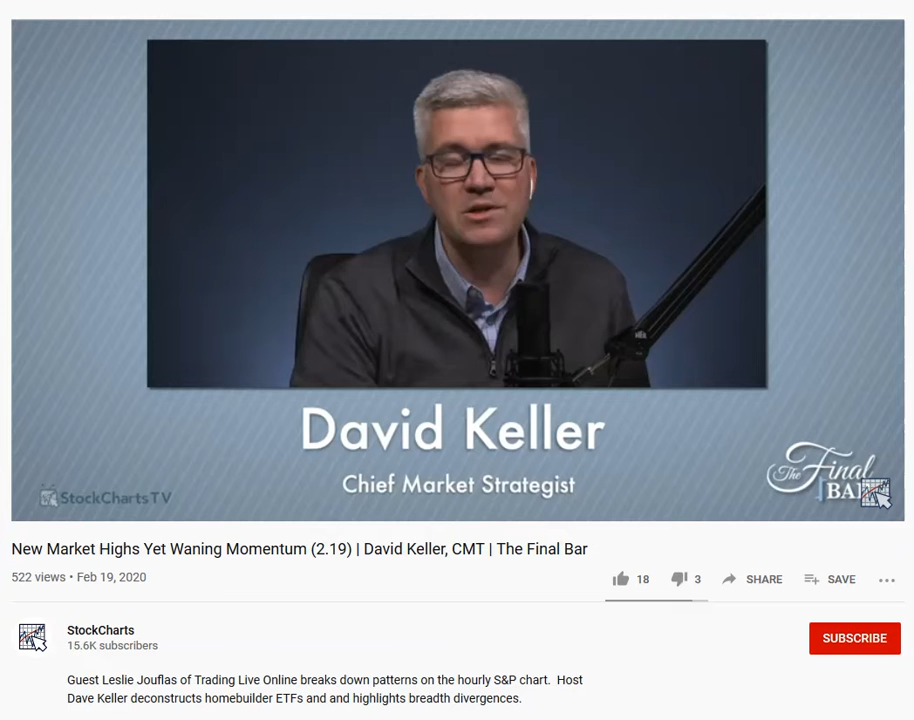 David Keller
Chief Market Strategist
StockChartsTV
The Final
BAR
New Market Highs Yet Waning Momentum (2.19) | David Keller, CMT | The Final Bar
522 views • Feb 19, 2020
18
3
SHARE
SAVE
StockCharts
15.6K subscribers
SUBSCRIBE
Guest Leslie Jouflas of Trading Live Online breaks down patterns on the hourly S&P chart. Host
Dave Keller deconstructs homebuilder ETFs and and highlights breadth divergences.